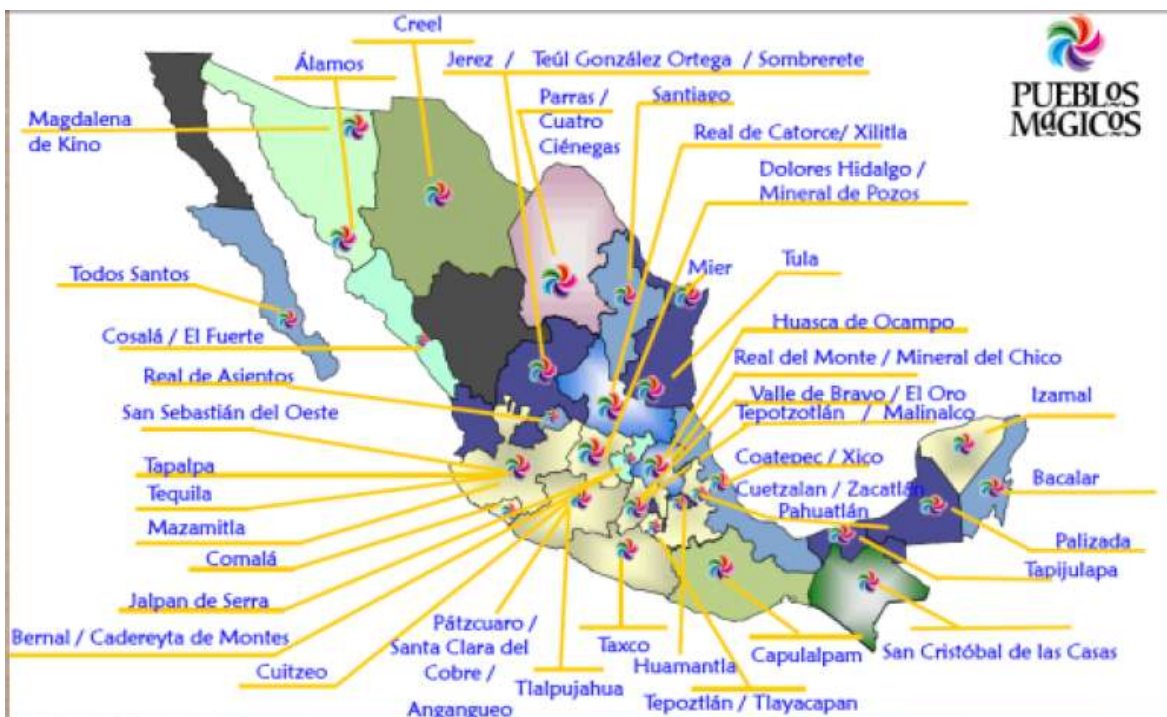 Creel
Álamos
Jerez / Teúl González Ortega / Sombrerete
PUEBLOS
MáGICOS
Parras /
Cuatro
Ciénegas
Santiago
Magdalena
de Kino
Real de Catorce/ Xilitla
Dolores Hidalgo /
Mineral de Pozos
Todos Santos
Mier
Tula
Cosalá / El Fuerte
Huasca de Ocampo
Real de Asientos
Real del Monte / Mineral del Chico
San Sebastián del Oeste
Valle de Bravo / El Oro
Tepotzotlán / Malinalco
Izamal
Tapalpa
Coatepec / Xico
Tequila
Cuetzalan / Zacatlán
Pahuatlán
Bacalar
Mazamitla
Palizada
Comalá
Tapijulapa
Jalpan de Serra
Bernal / Cadereyta de Montes
Pátzcuaro /
Santa Clara del
Cobre /
Angangueo
Taxco
Capulalpam
San Cristóbal de las Casas
Cuitzeo
Huamantla
Tlalpujahua
Tepoztlán / Tlayacapan